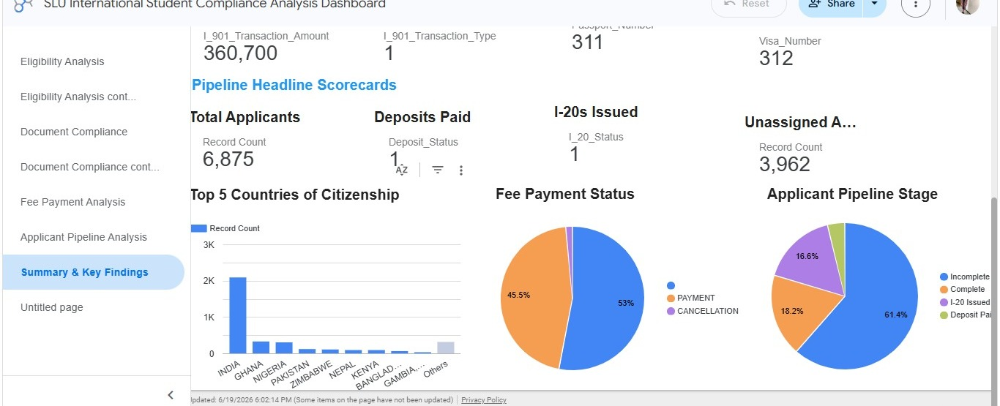 SLU International Student Compliance Analysis Dashboard
Reset
Share
Eligibility Analysis
Eligibility Analysis cont...
Document Compliance
Document Compliance cont...
Fee Payment Analysis
Applicant Pipeline Analysis
Summary & Key Findings
Untitled page
I_901_Transaction_Amount
360,700
I_901_Transaction_Type
1
Passport_Number
311
Visa_Number
312
Pipeline Headline Scorecards
Total Applicants
Record Count
6,875
Deposits Paid
Deposit_Status
1
I-20s Issued
I_20_Status
1
Unassigned A...
Record Count
3,962
Top 5 Countries of Citizenship
Record Count
3K
2K
1K
0
INDIA
GHANA
NIGERIA
PAKISTAN
ZIMBABWE
NEPAL
KENYA
BANGLAD...
GAMBIA,...
Others
Fee Payment Status
45.5%
53%
PAYMENT
CANCELLATION
Applicant Pipeline Stage
16.6%
18.2%
61.4%
Incomplete
Complete
I-20 Issued
Deposit Pai
Updated: 6/19/2026 6:02:14 PM (Some items on the page have not been updated)
Privacy Policy